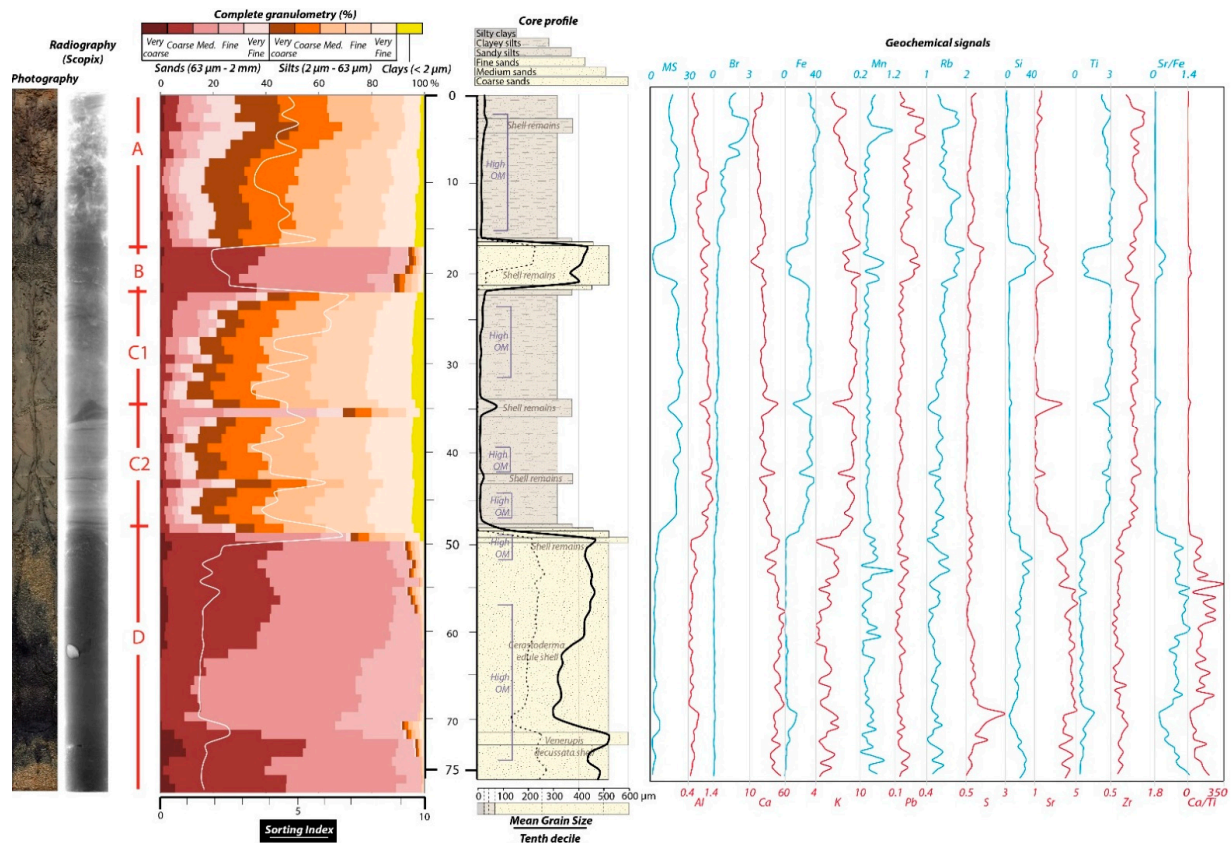 Complete granulometry (%)
Very coarse Coarse Med. Fine Very Fine Very coarse Coarse Med. Fine Very Fine
Sands (63 µm - 2 mm) Silts (2 µm - 63 µm) Clays (< 2 µm)
0 20 40 60 80 100 %
Radiography
(Scopix)
Photography
A
B
C1
C2
D
0 5 10
Sorting Index
Core profile
Silty clays
Clayey silts
Sandy silts
Fine sands
Medium sands
Coarse sands
0
10
20
30
40
50
60
70
75
Shell remains
High
OM
Shell remains
High
OM
Shell remains
High
OM
Shell remains
High
OM
High
OM
Shell remains
Cerastoderma
edule shell
High
OM
Venerupis
decussata shell
0 100 200 300 400 500 600 µm
Mean Grain Size
Tenth decile
Geochemical signals
MS Br Fe Mn Rb Si Ti Sr/Fe
0 30 0 3 0 40 0.2 1.2 1 2 0 40 0 3 0 1.4
0.4 1.4 10 60 4 10 0.1 0.4 0.5 3 1 5 0.5 1.8 0 350
Al Ca K Pb S Sr Zr Ca/Ti